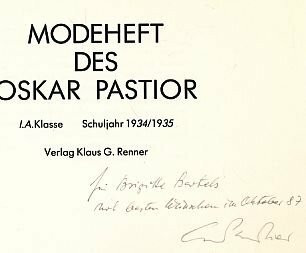 MODEHEFT
DES
OSKAR PASTIOR
I.A.Klasse Schuljahr 1934/1935
Verlag Klaus G. Renner
für Brigitte Bartels
mit besten Wünschen im Oktober 87